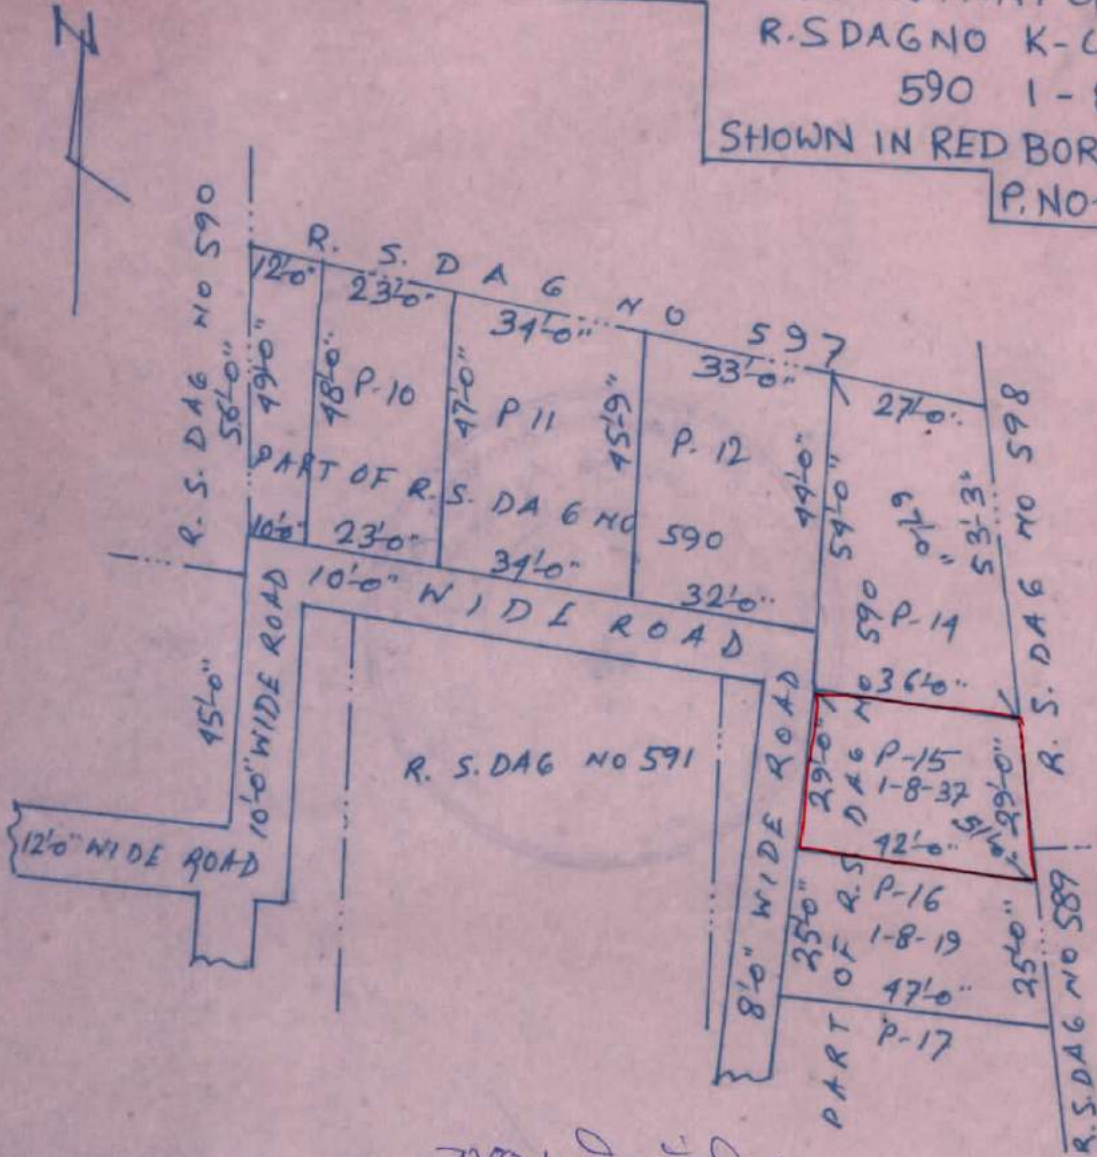 R.S DAG NO K-
590 1-
SHOWN IN RED BOR
P. NO-
N
R. S. DAG NO 590
56'-0"
R. S. DAG NO 597
12'-0"
23'-0"
34'-0"
33'-0"
27'-0"
49'-0"
48'-0"
P-10
47'-0"
P 11
45'-9"
P. 12
44'-0"
54'-0"
53'-3"
R. S. DAG NO 598
PART OF R. S. DAG NO 590
10'-0"
23'-0"
34'-0"
32'-0"
P-14
36'-0"
10'-0" WIDE ROAD
45'-0"
10'-0" WIDE ROAD
12'-0" WIDE ROAD
R. S. DAG NO 591
8'-0" WIDE ROAD
29'-0"
P-15
1-8-37
29'-0"
42'-0"
PART OF R.S DAG NO 590
25'-0"
P-16
1-8-19
25'-0"
47'-0"
P-17
R.S. DAG NO 589